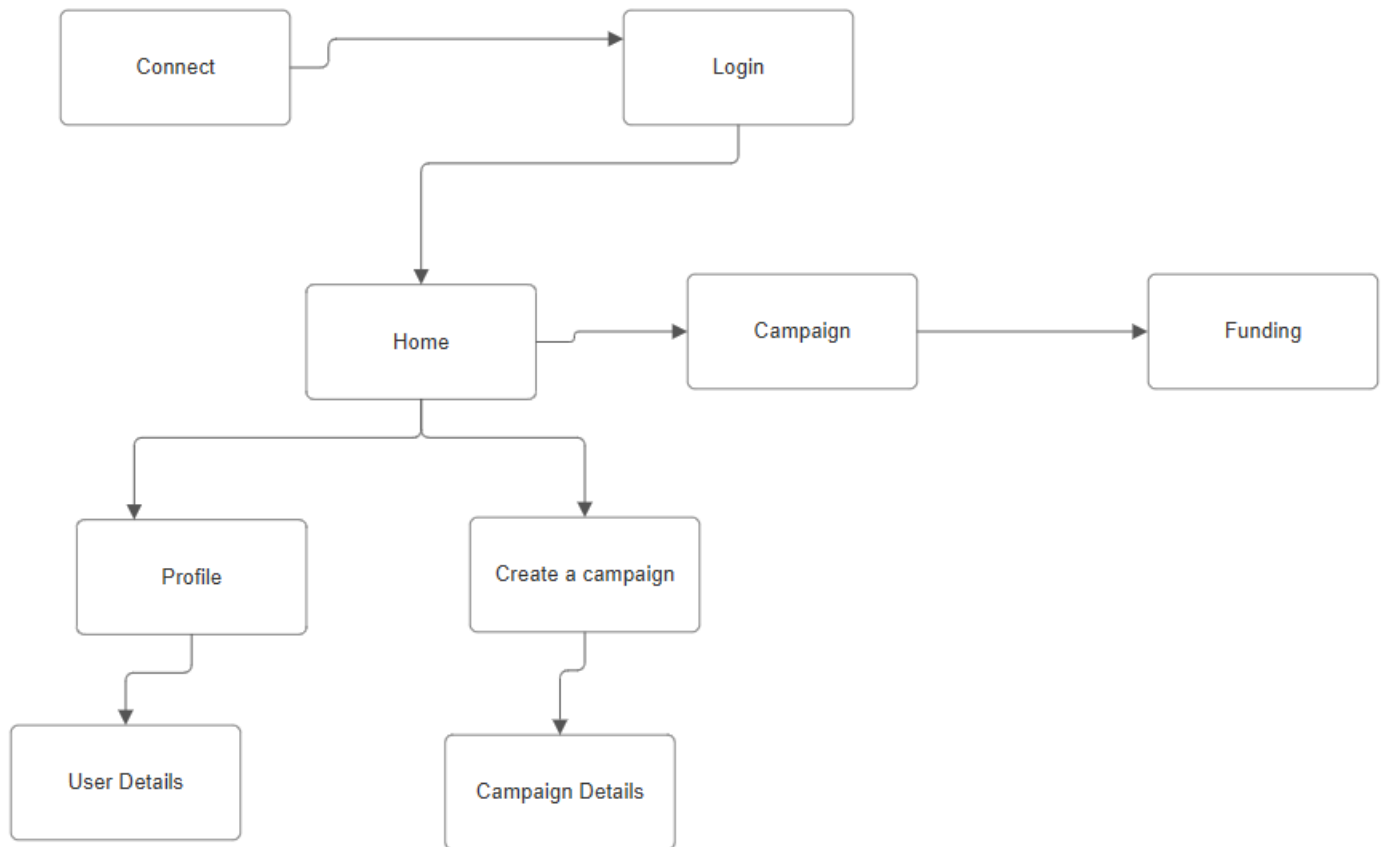 Connect
Login
Home
Campaign
Funding
Profile
Create a campaign
User Details
Campaign Details